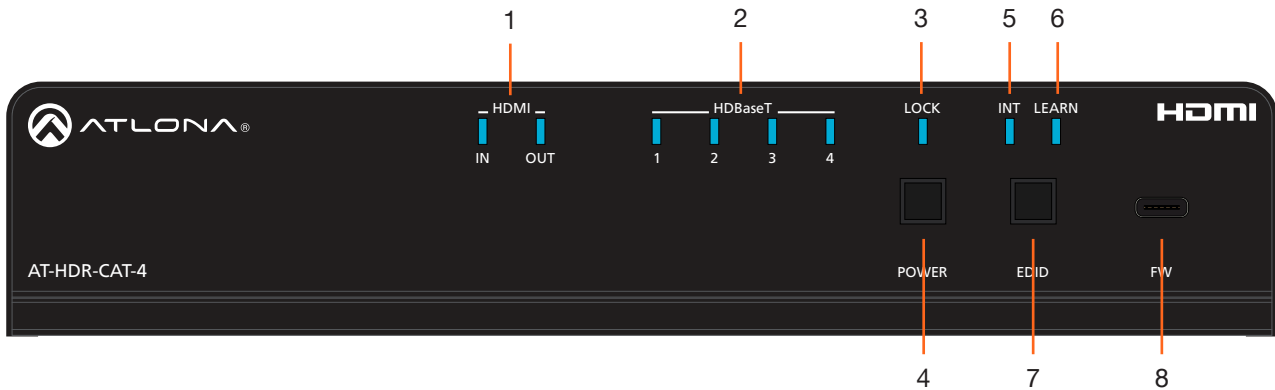 1 2 3 5 6
HDMI HDBaseT LOCK INT LEARN HDMI
ATLONA®
IN OUT 1 2 3 4
AT-HDR-CAT-4 POWER EDID FW
4 7 8